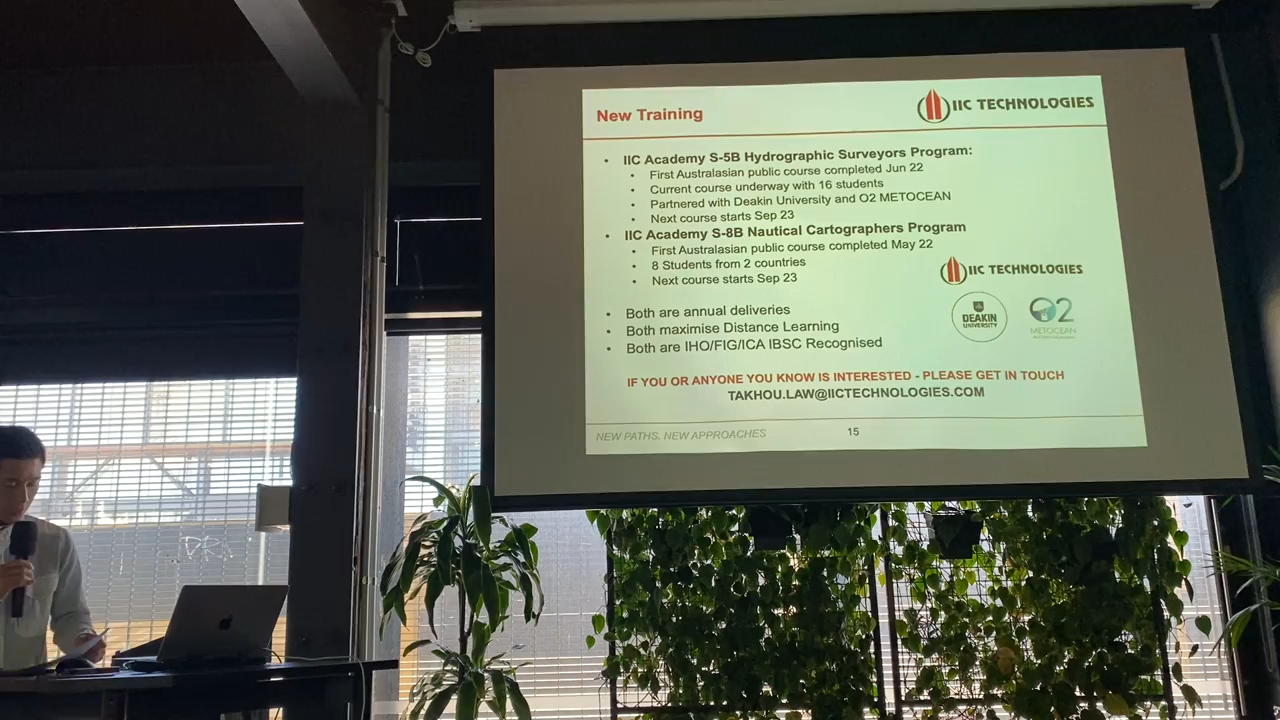 New Training
IIC TECHNOLOGIES
• IIC Academy S-5B Hydrographic Surveyors Program:
• First Australasian public course completed Jun 22
• Current course underway with 16 students
• Partnered with Deakin University and O2 METOCEAN
• Next course starts Sep 23
• IIC Academy S-8B Nautical Cartographers Program
• First Australasian public course completed May 22
• 8 Students from 2 countries
• Next course starts Sep 23
IIC TECHNOLOGIES
DEAKIN
UNIVERSITY
O2
METOCEAN
• Both are annual deliveries
• Both maximise Distance Learning
• Both are IHO/FIG/ICA IBSC Recognised
IF YOU OR ANYONE YOU KNOW IS INTERESTED - PLEASE GET IN TOUCH
TAKHOU.LAW@IICTECHNOLOGIES.COM
NEW PATHS. NEW APPROACHES
15